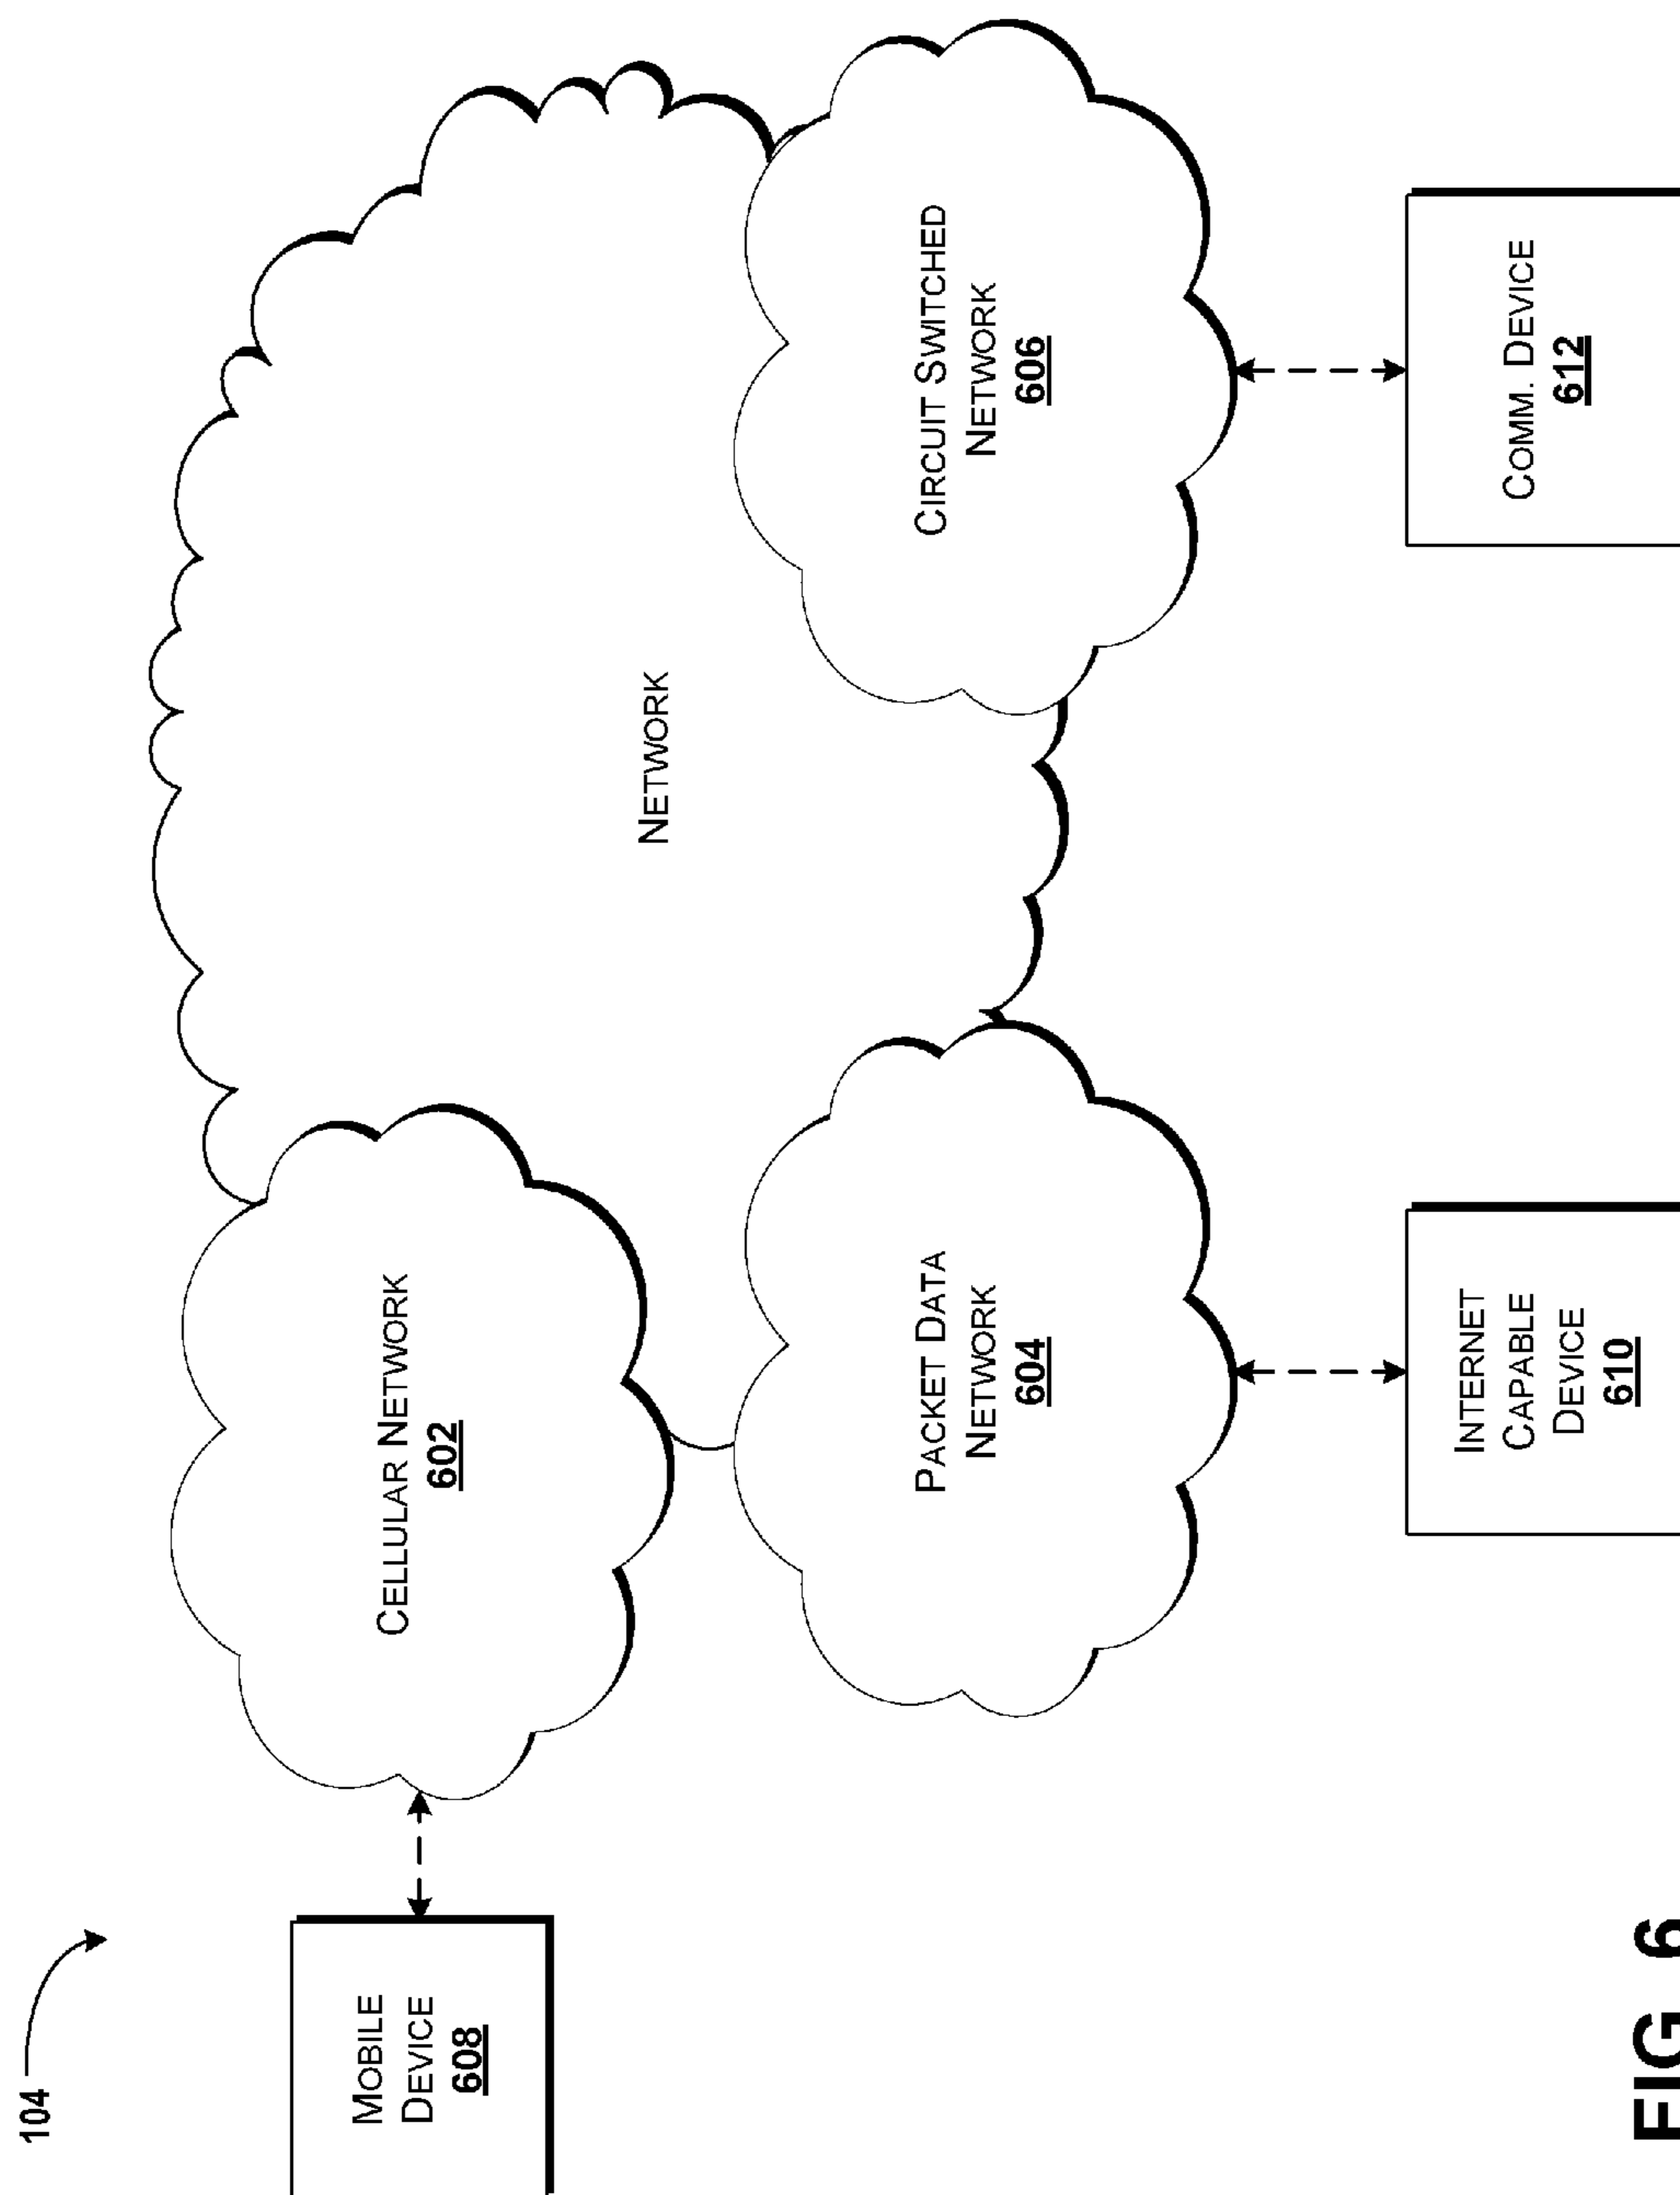 104
MOBILE
DEVICE
608
CELLULAR NETWORK
602
NETWORK
PACKET DATA
NETWORK
604
CIRCUIT SWITCHED
NETWORK
606
INTERNET
CAPABLE
DEVICE
610
COMM. DEVICE
612
FIG. 6